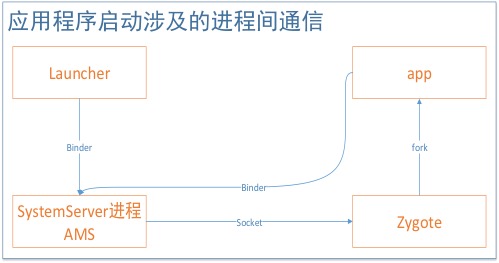 应用程序启动涉及的进程间通信
Launcher
app
Binder
fork
Binder
SystemServer进程
AMS
Socket
Zygote